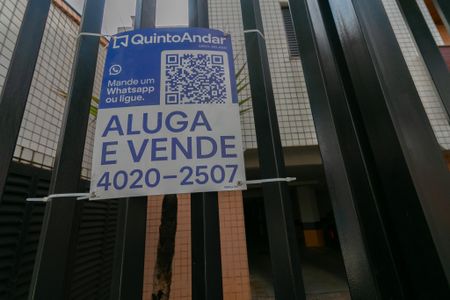 QuintoAndar
Mande um
Whatsapp
ou ligue.
ALUGA
E VENDE
4020-2507